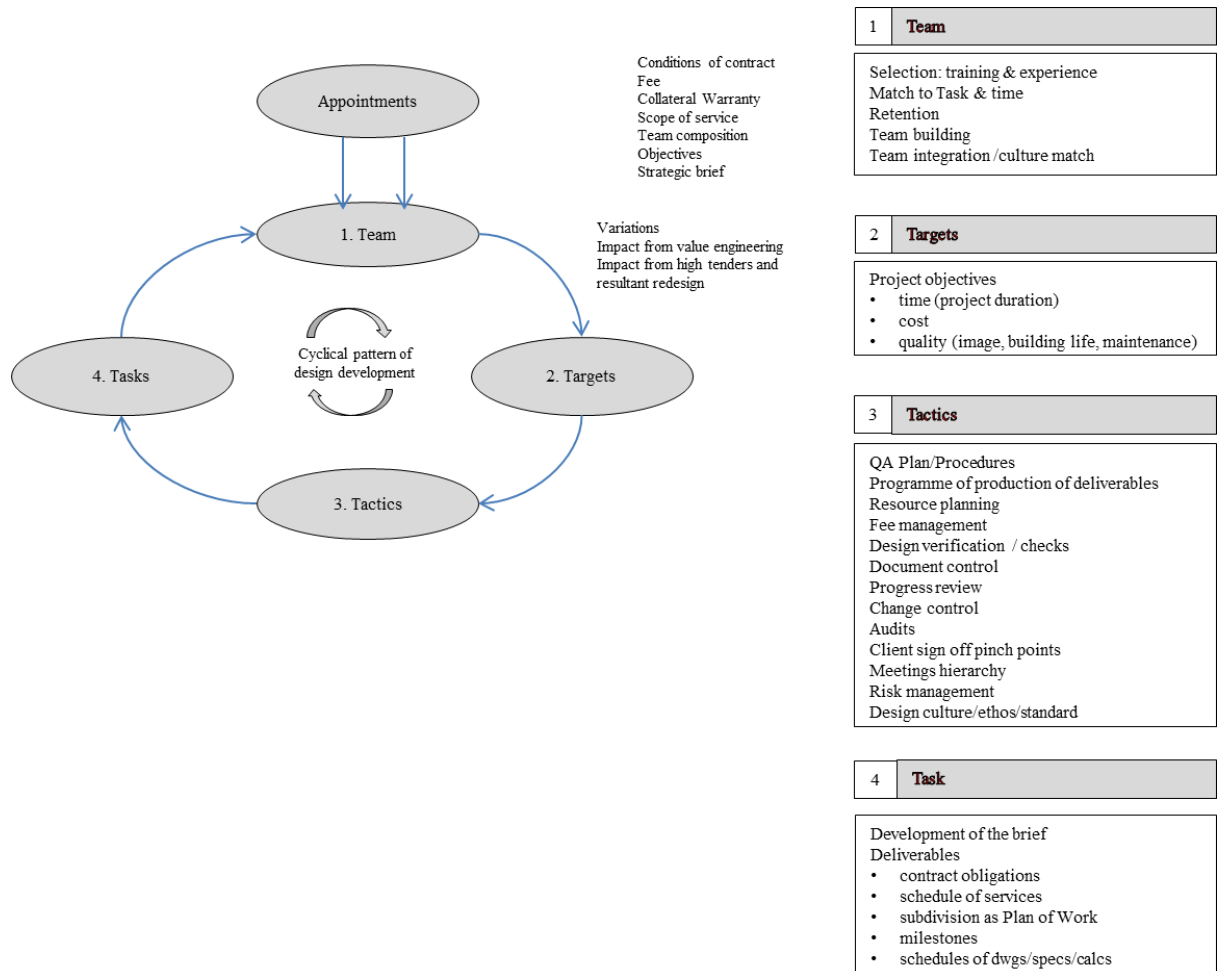 Appointments
Conditions of contract
Fee
Collateral Warranty
Scope of service
Team composition
Objectives
Strategic brief
1. Team
Variations
Impact from value engineering
Impact from high tenders and
resultant redesign
Cyclical pattern of
design development
4. Tasks
2. Targets
3. Tactics
1 Team
Selection: training & experience
Match to Task & time
Retention
Team building
Team integration /culture match
2 Targets
Project objectives
• time (project duration)
• cost
• quality (image, building life, maintenance)
3 Tactics
QA Plan/Procedures
Programme of production of deliverables
Resource planning
Fee management
Design verification / checks
Document control
Progress review
Change control
Audits
Client sign off pinch points
Meetings hierarchy
Risk management
Design culture/ethos/standard
4 Task
Development of the brief
Deliverables
• contract obligations
• schedule of services
• subdivision as Plan of Work
• milestones
• schedules of dwgs/specs/calcs